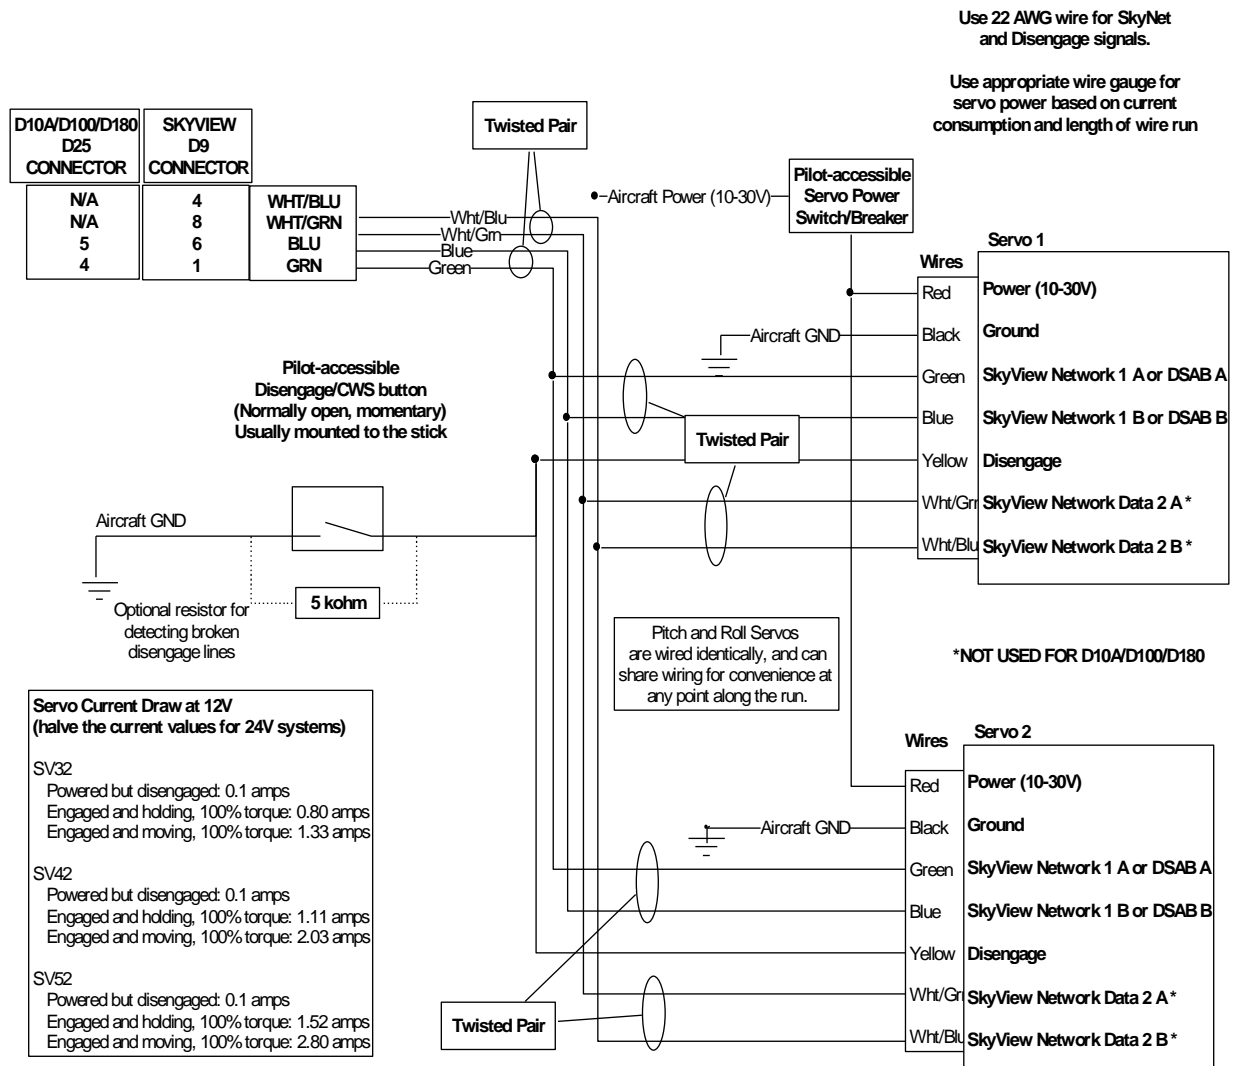 Use 22 AWG wire for SkyNet
and Disengage signals.
Use appropriate wire gauge for
servo power based on current
consumption and length of wire run
D10A/D100/D180
D25
CONNECTOR
SKYVIEW
D9
CONNECTOR
N/A 4 WHT/BLU
N/A 8 WHT/GRN
5 6 BLU
4 1 GRN
Twisted Pair
Wht/Blu
Wht/Grn
Blue
Green
Aircraft Power (10-30V)
Pilot-accessible
Servo Power
Switch/Breaker
Servo 1
Wires
Red Power (10-30V)
Aircraft GND Black Ground
Green SkyView Network 1 A or DSAB A
Blue SkyView Network 1 B or DSAB B
Yellow Disengage
Wht/Grn SkyView Network Data 2 A *
Wht/Blu SkyView Network Data 2 B *
Twisted Pair
Pilot-accessible
Disengage/CWS button
(Normally open, momentary)
Usually mounted to the stick
Aircraft GND
5 kohm
Optional resistor for
detecting broken
disengage lines
Pitch and Roll Servos
are wired identically, and can
share wiring for convenience at
any point along the run.
*NOT USED FOR D10A/D100/D180
Servo Current Draw at 12V
(halve the current values for 24V systems)
SV32
Powered but disengaged: 0.1 amps
Engaged and holding, 100% torque: 0.80 amps
Engaged and moving, 100% torque: 1.33 amps
SV42
Powered but disengaged: 0.1 amps
Engaged and holding, 100% torque: 1.11 amps
Engaged and moving, 100% torque: 2.03 amps
SV52
Powered but disengaged: 0.1 amps
Engaged and holding, 100% torque: 1.52 amps
Engaged and moving, 100% torque: 2.80 amps
Servo 2
Wires
Red Power (10-30V)
Aircraft GND Black Ground
Green SkyView Network 1 A or DSAB A
Blue SkyView Network 1 B or DSAB B
Yellow Disengage
Wht/Gr SkyView Network Data 2 A *
Wht/Blu SkyView Network Data 2 B *
Twisted Pair